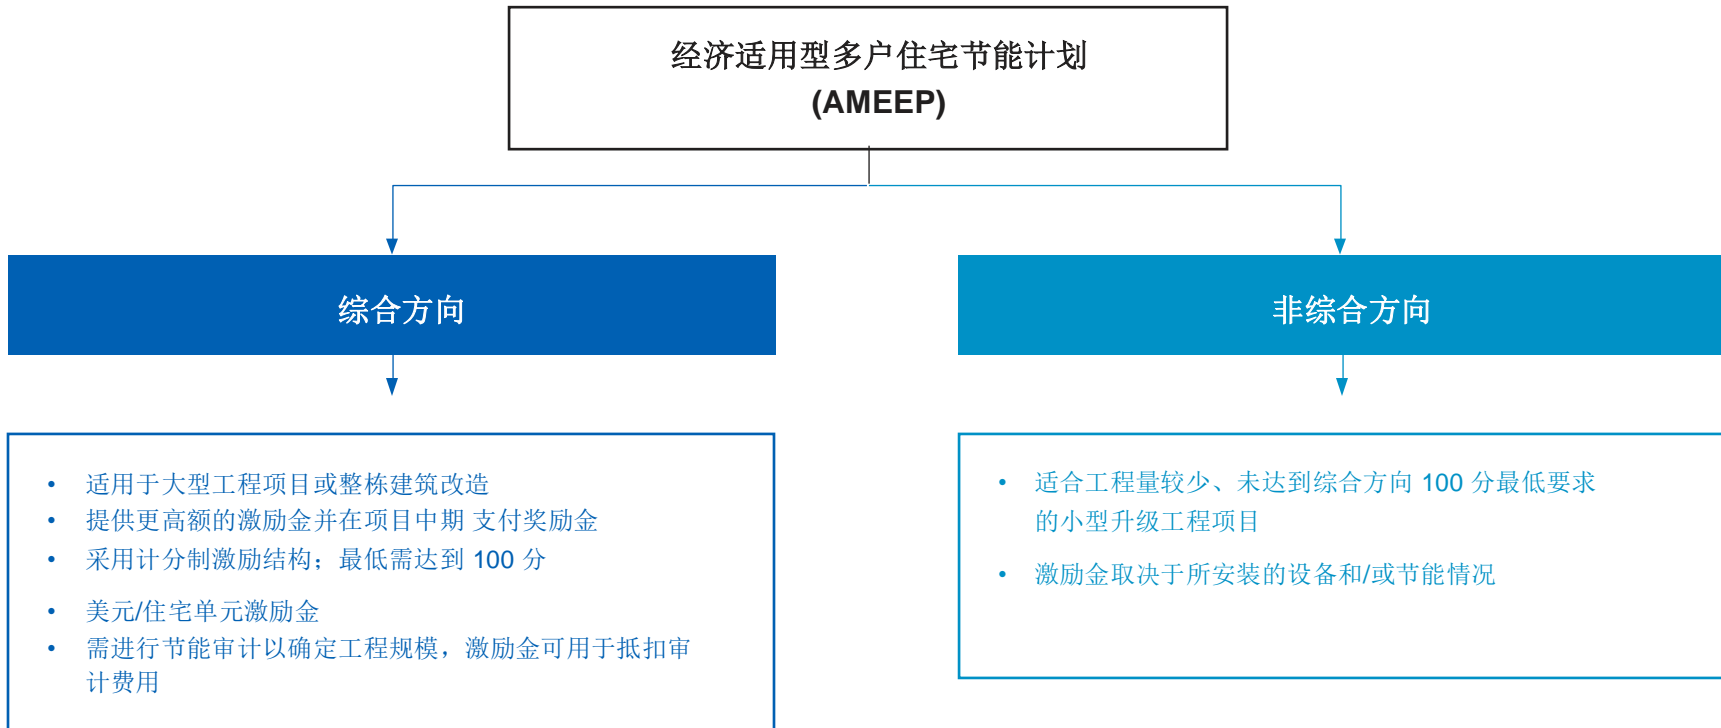 经济适用型多户住宅节能计划
(AMEEP)
综合方向
非综合方向
• 适用于大型工程项目或整栋建筑改造
• 提供更高额的激励金并在项目中期 支付奖励金
• 采用计分制激励结构；最低需达到 100 分
• 美元/住宅单元激励金
• 需进行节能审计以确定工程规模，激励金可用于抵扣审
计费用
• 适合工程量较少、未达到综合方向 100 分最低要求
的小型升级工程项目
• 激励金取决于所安装的设备和/或节能情况